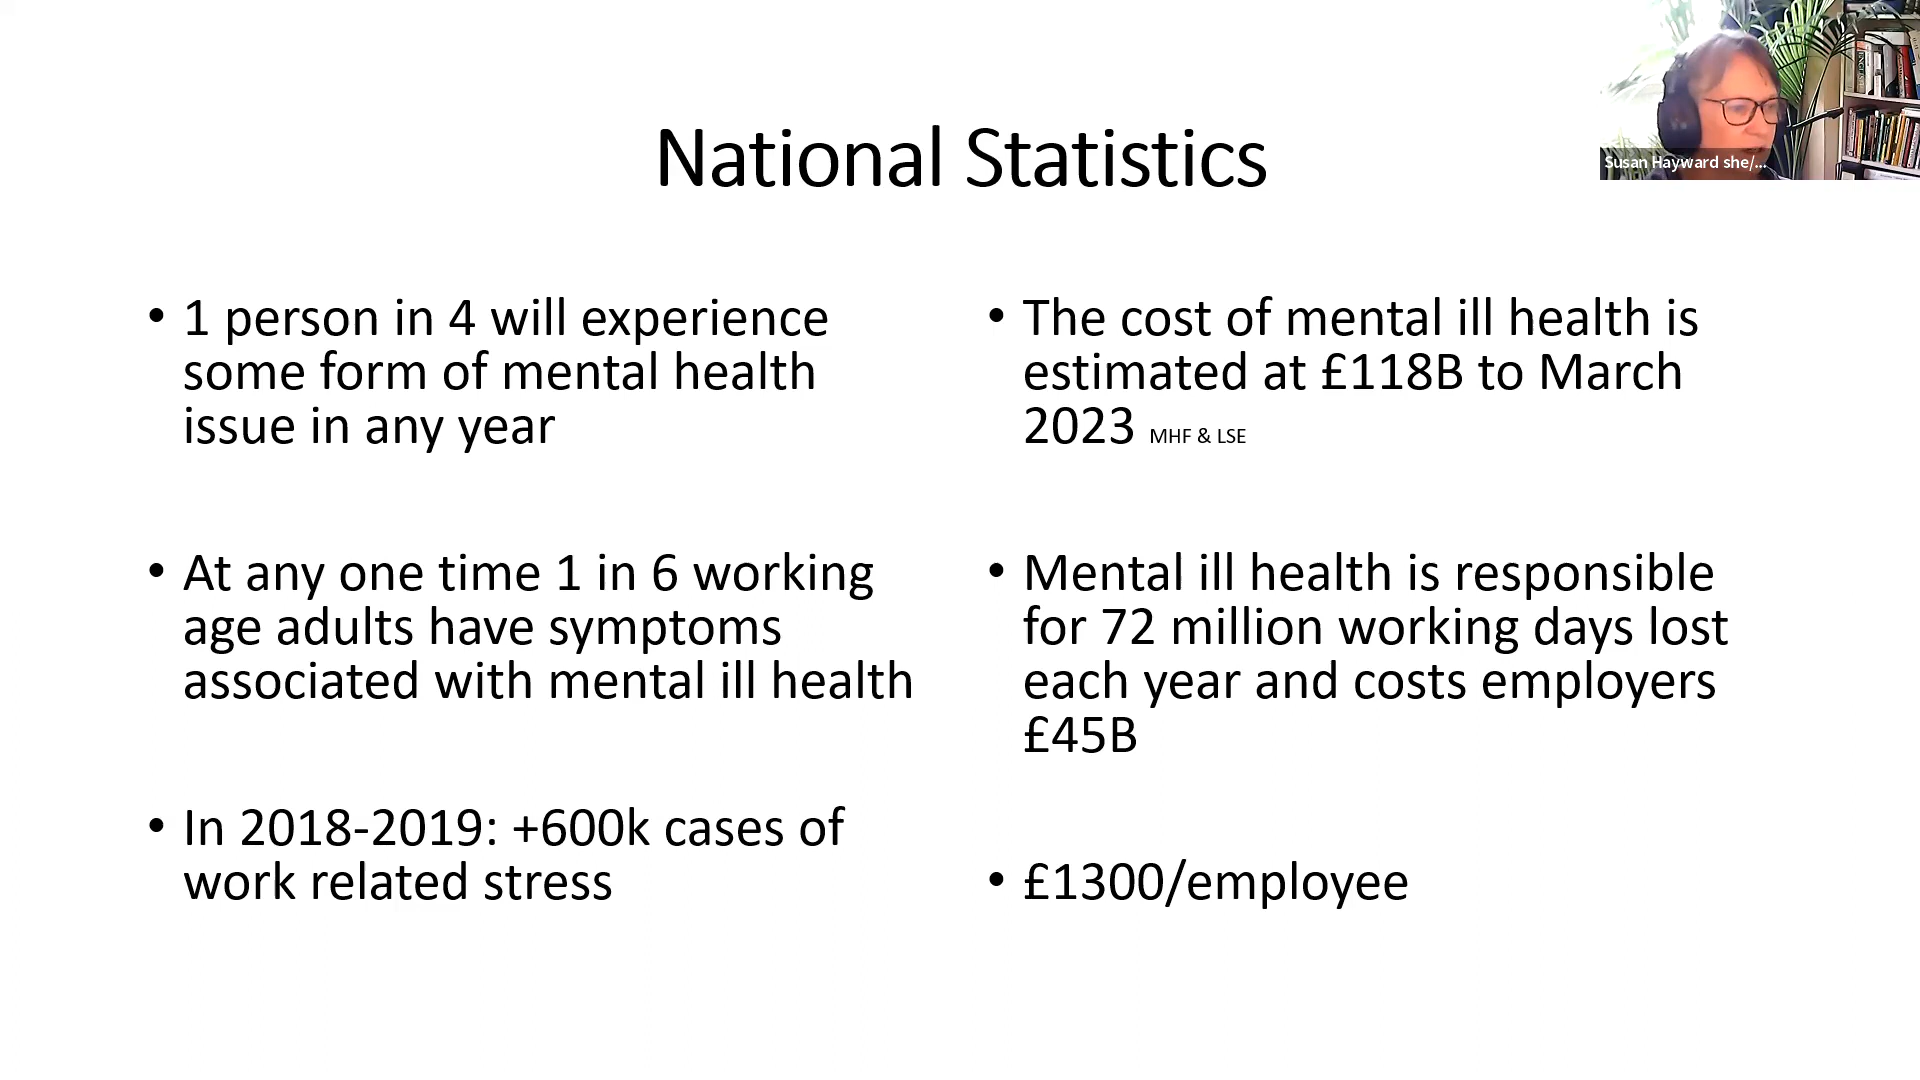 National Statistics
Susan Hayward she/...
• 1 person in 4 will experience
some form of mental health
issue in any year
• At any one time 1 in 6 working
age adults have symptoms
associated with mental ill health
• In 2018-2019: +600k cases of
work related stress
• The cost of mental ill health is
estimated at £118B to March
2023 MHF & LSE
• Mental ill health is responsible
for 72 million working days lost
each year and costs employers
£45B
• £1300/employee